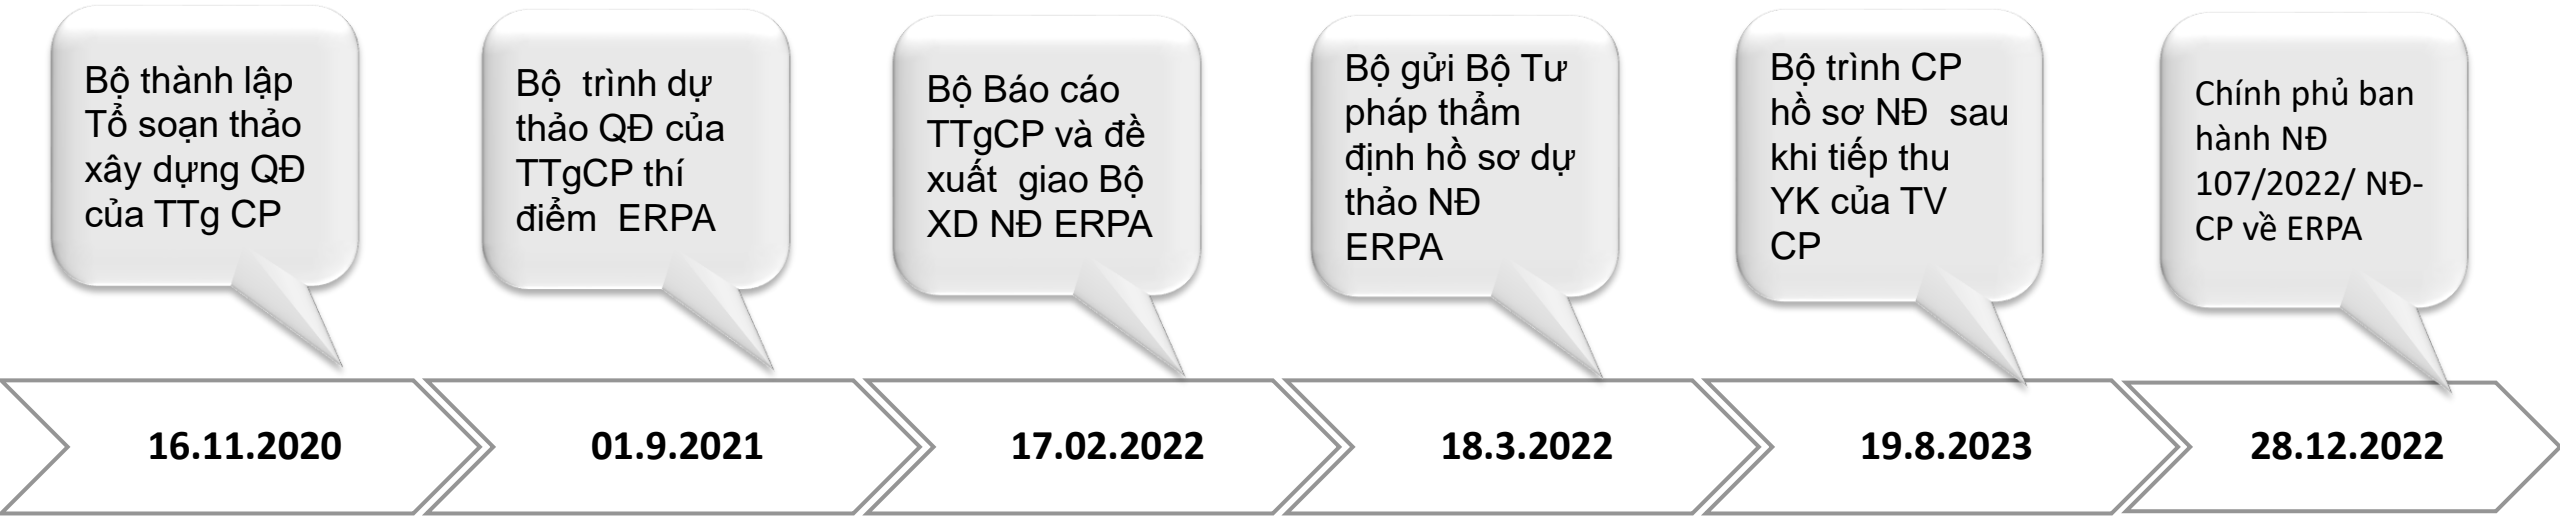 Bộ thành lập
Tổ soạn thảo
xây dựng QĐ
của TTg CP
Bộ trình dự
thảo QĐ của
TTgCP thí
điểm ERPA
Bộ Báo cáo
TTgCP và đề
xuất giao Bộ
XD NĐ ERPA
Bộ gửi Bộ Tư
pháp thẩm
định hồ sơ dự
thảo NĐ
ERPA
Bộ trình CP
hồ sơ NĐ sau
khi tiếp thu
YK của TV
CP
Chính phủ ban
hành NĐ
107/2022/ NĐ-
CP về ERPA
16.11.2020
01.9.2021
17.02.2022
18.3.2022
19.8.2023
28.12.2022